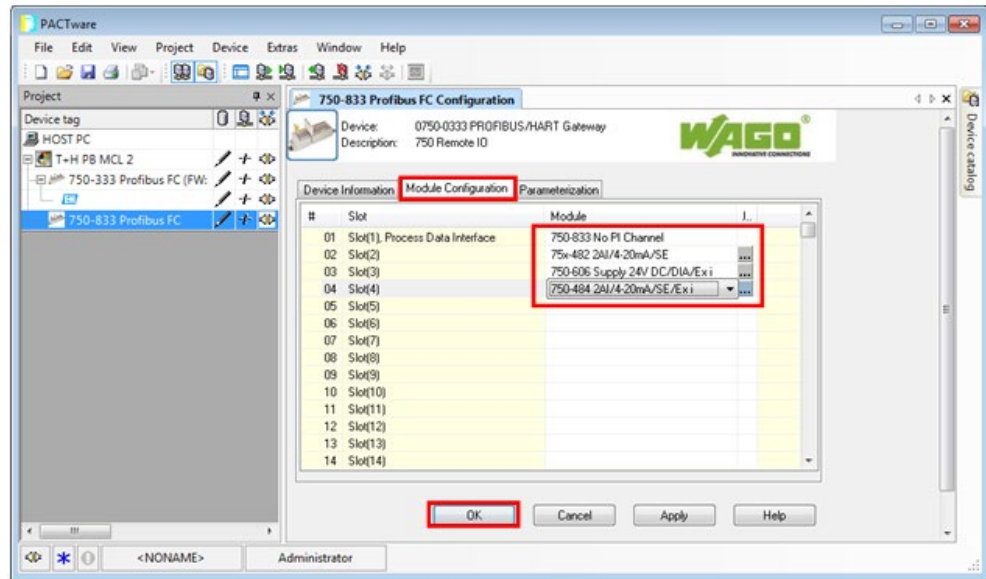 PACTware
File Edit View Project Device Extras Window Help
Project
Device tag
HOST PC
T+H PB MCL 2
750-333 Profibus FC (FW:
750-833 Profibus FC
750-833 Profibus FC Configuration
Device: 0750-0333 PROFIBUS/HART Gateway
Description: 750 Remote IO
WAGO®
INNOVATIVE CONNECTIONS
Device Information Module Configuration Parameterization
# Slot Module I..
01 Slot(1), Process Data Interface 750-833 No PI Channel
02 Slot(2) 75x-482 2AI/4-20mA/SE ...
03 Slot(3) 750-606 Supply 24V DC/DIA/Ex i ...
04 Slot(4) 750-484 2AI/4-20mA/SE/Ex i ...
05 Slot(5)
06 Slot(6)
07 Slot(7)
08 Slot(8)
09 Slot(9)
10 Slot(10)
11 Slot(11)
12 Slot(12)
13 Slot(13)
14 Slot(14)
OK Cancel Apply Help
Device catalog
<NONAME> Administrator